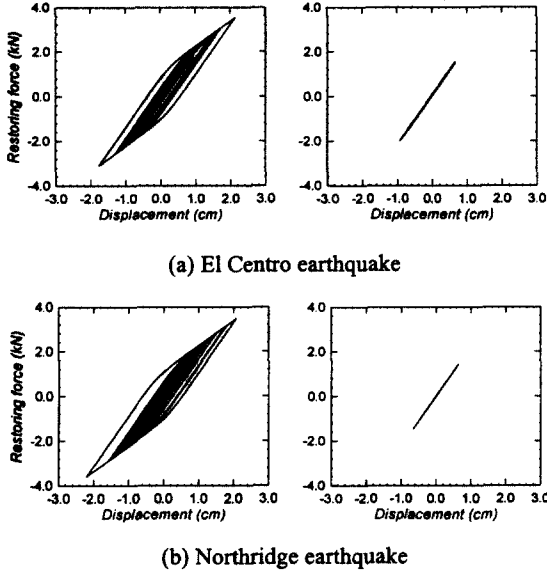 4.0 4.0
2.0 2.0
0.0 0.0
-2.0 -2.0
-4.0 -4.0
Restoring force (kN)
-3.0 -2.0 -1.0 0.0 1.0 2.0 3.0 -3.0 -2.0 -1.0 0.0 1.0 2.0 3.0
Displacement (cm) Displacement (cm)
(a) El Centro earthquake
4.0 4.0
2.0 2.0
0.0 0.0
-2.0 -2.0
-4.0 -4.0
Restoring force (kN)
-3.0 -2.0 -1.0 0.0 1.0 2.0 3.0 -3.0 -2.0 -1.0 0.0 1.0 2.0 3.0
Displacement (cm) Displacement (cm)
(b) Northridge earthquake